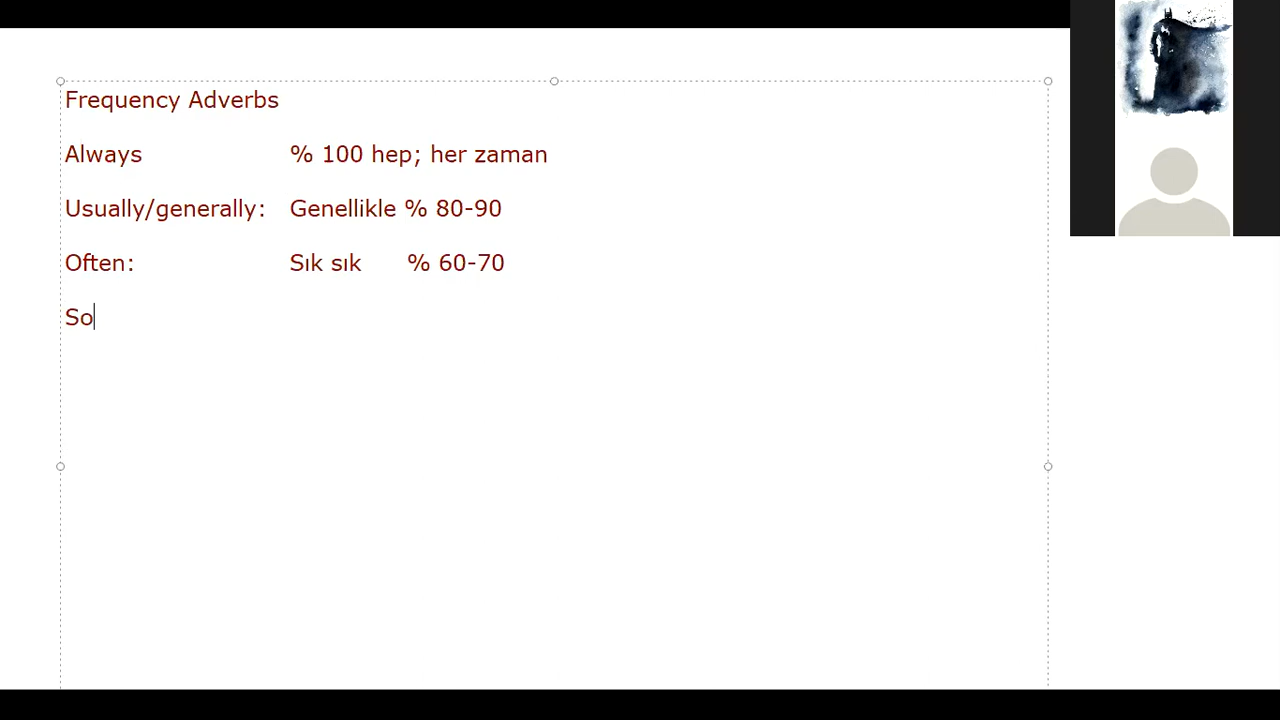 Frequency Adverbs
Always % 100 hep; her zaman
Usually/generally: Genellikle % 80-90
Often: Sık sık % 60-70
So